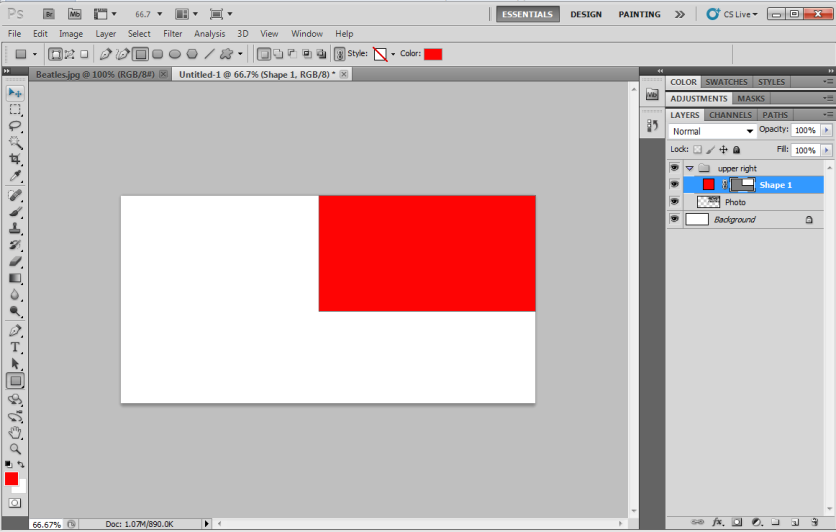 Ps Br Mb 66.7 ESSENTIALS DESIGN PAINTING CS Live
File Edit Image Layer Select Filter Analysis 3D View Window Help
Style: Color:
Beatles.jpg @ 100% (RGB/8#) Untitled-1 @ 66.7% (Shape 1, RGB/8) *
COLOR SWATCHES STYLES
Mb
ADJUSTMENTS MASKS
LAYERS CHANNELS PATHS
Normal Opacity: 100%
Lock: Fill: 100%
upper right
Shape 1
Photo
Background
T
fx.
66.67% Doc: 1.07M/890.0K